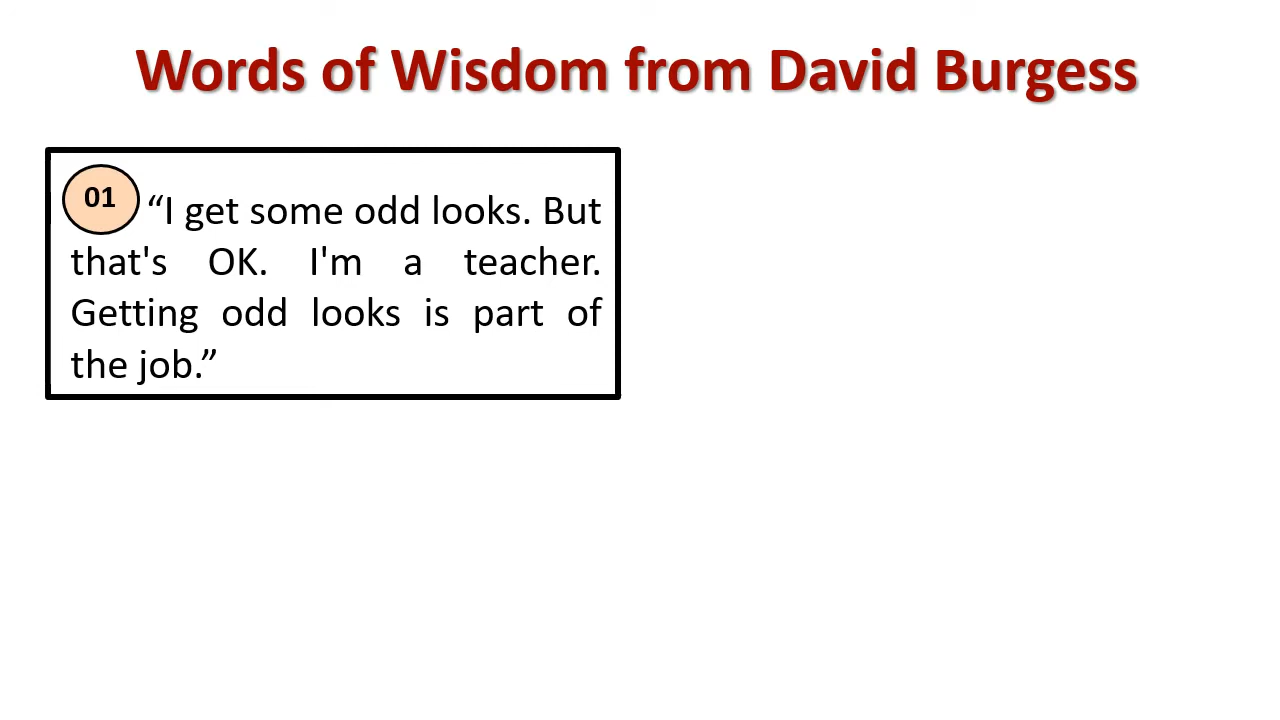 Words of Wisdom from David Burgess
01
“I get some odd looks. But
that's OK. I'm a teacher.
Getting odd looks is part of
the job.”